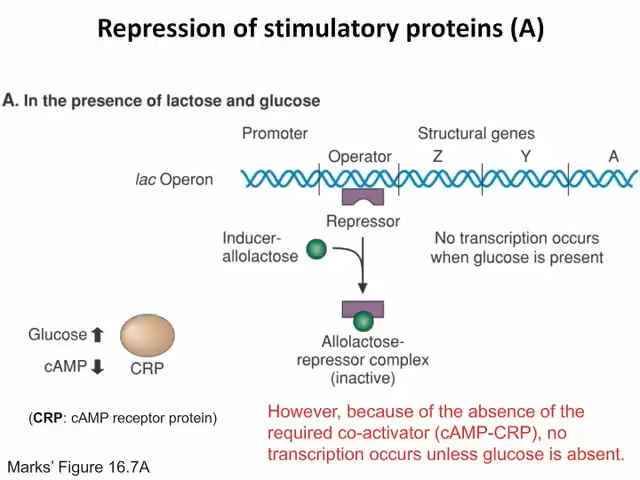 Repression of stimulatory proteins (A)
A. In the presence of lactose and glucose
Promoter
Structural genes
Operator
Z
Y
A
lac Operon
Repressor
Inducer-
allolactose
No transcription occurs
when glucose is present
Glucose ⬆
cAMP ⬇
CRP
Allolactose-
repressor complex
(inactive)
(CRP: cAMP receptor protein)
However, because of the absence of the
required co-activator (cAMP-CRP), no
transcription occurs unless glucose is absent.
Marks’ Figure 16.7A